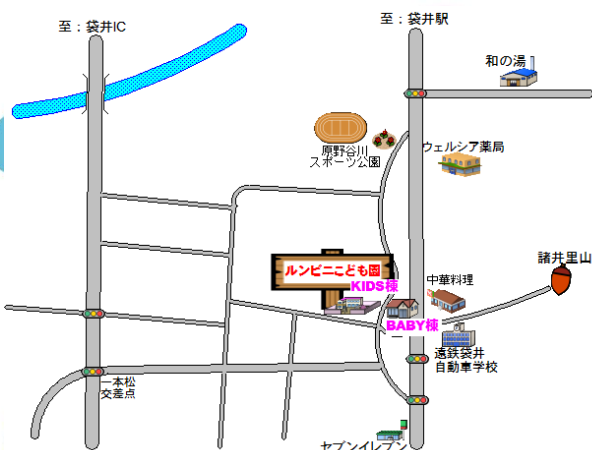 至：袋井IC
至：袋井駅
和の湯
原野谷川
スポーツ公園
ウェルシア薬局
諸井里山
ルンビニこども園
KIDS棟
中華料理
BABY棟
遠鉄袋井
自動車学校
一本松
交差点
セブンイレブン